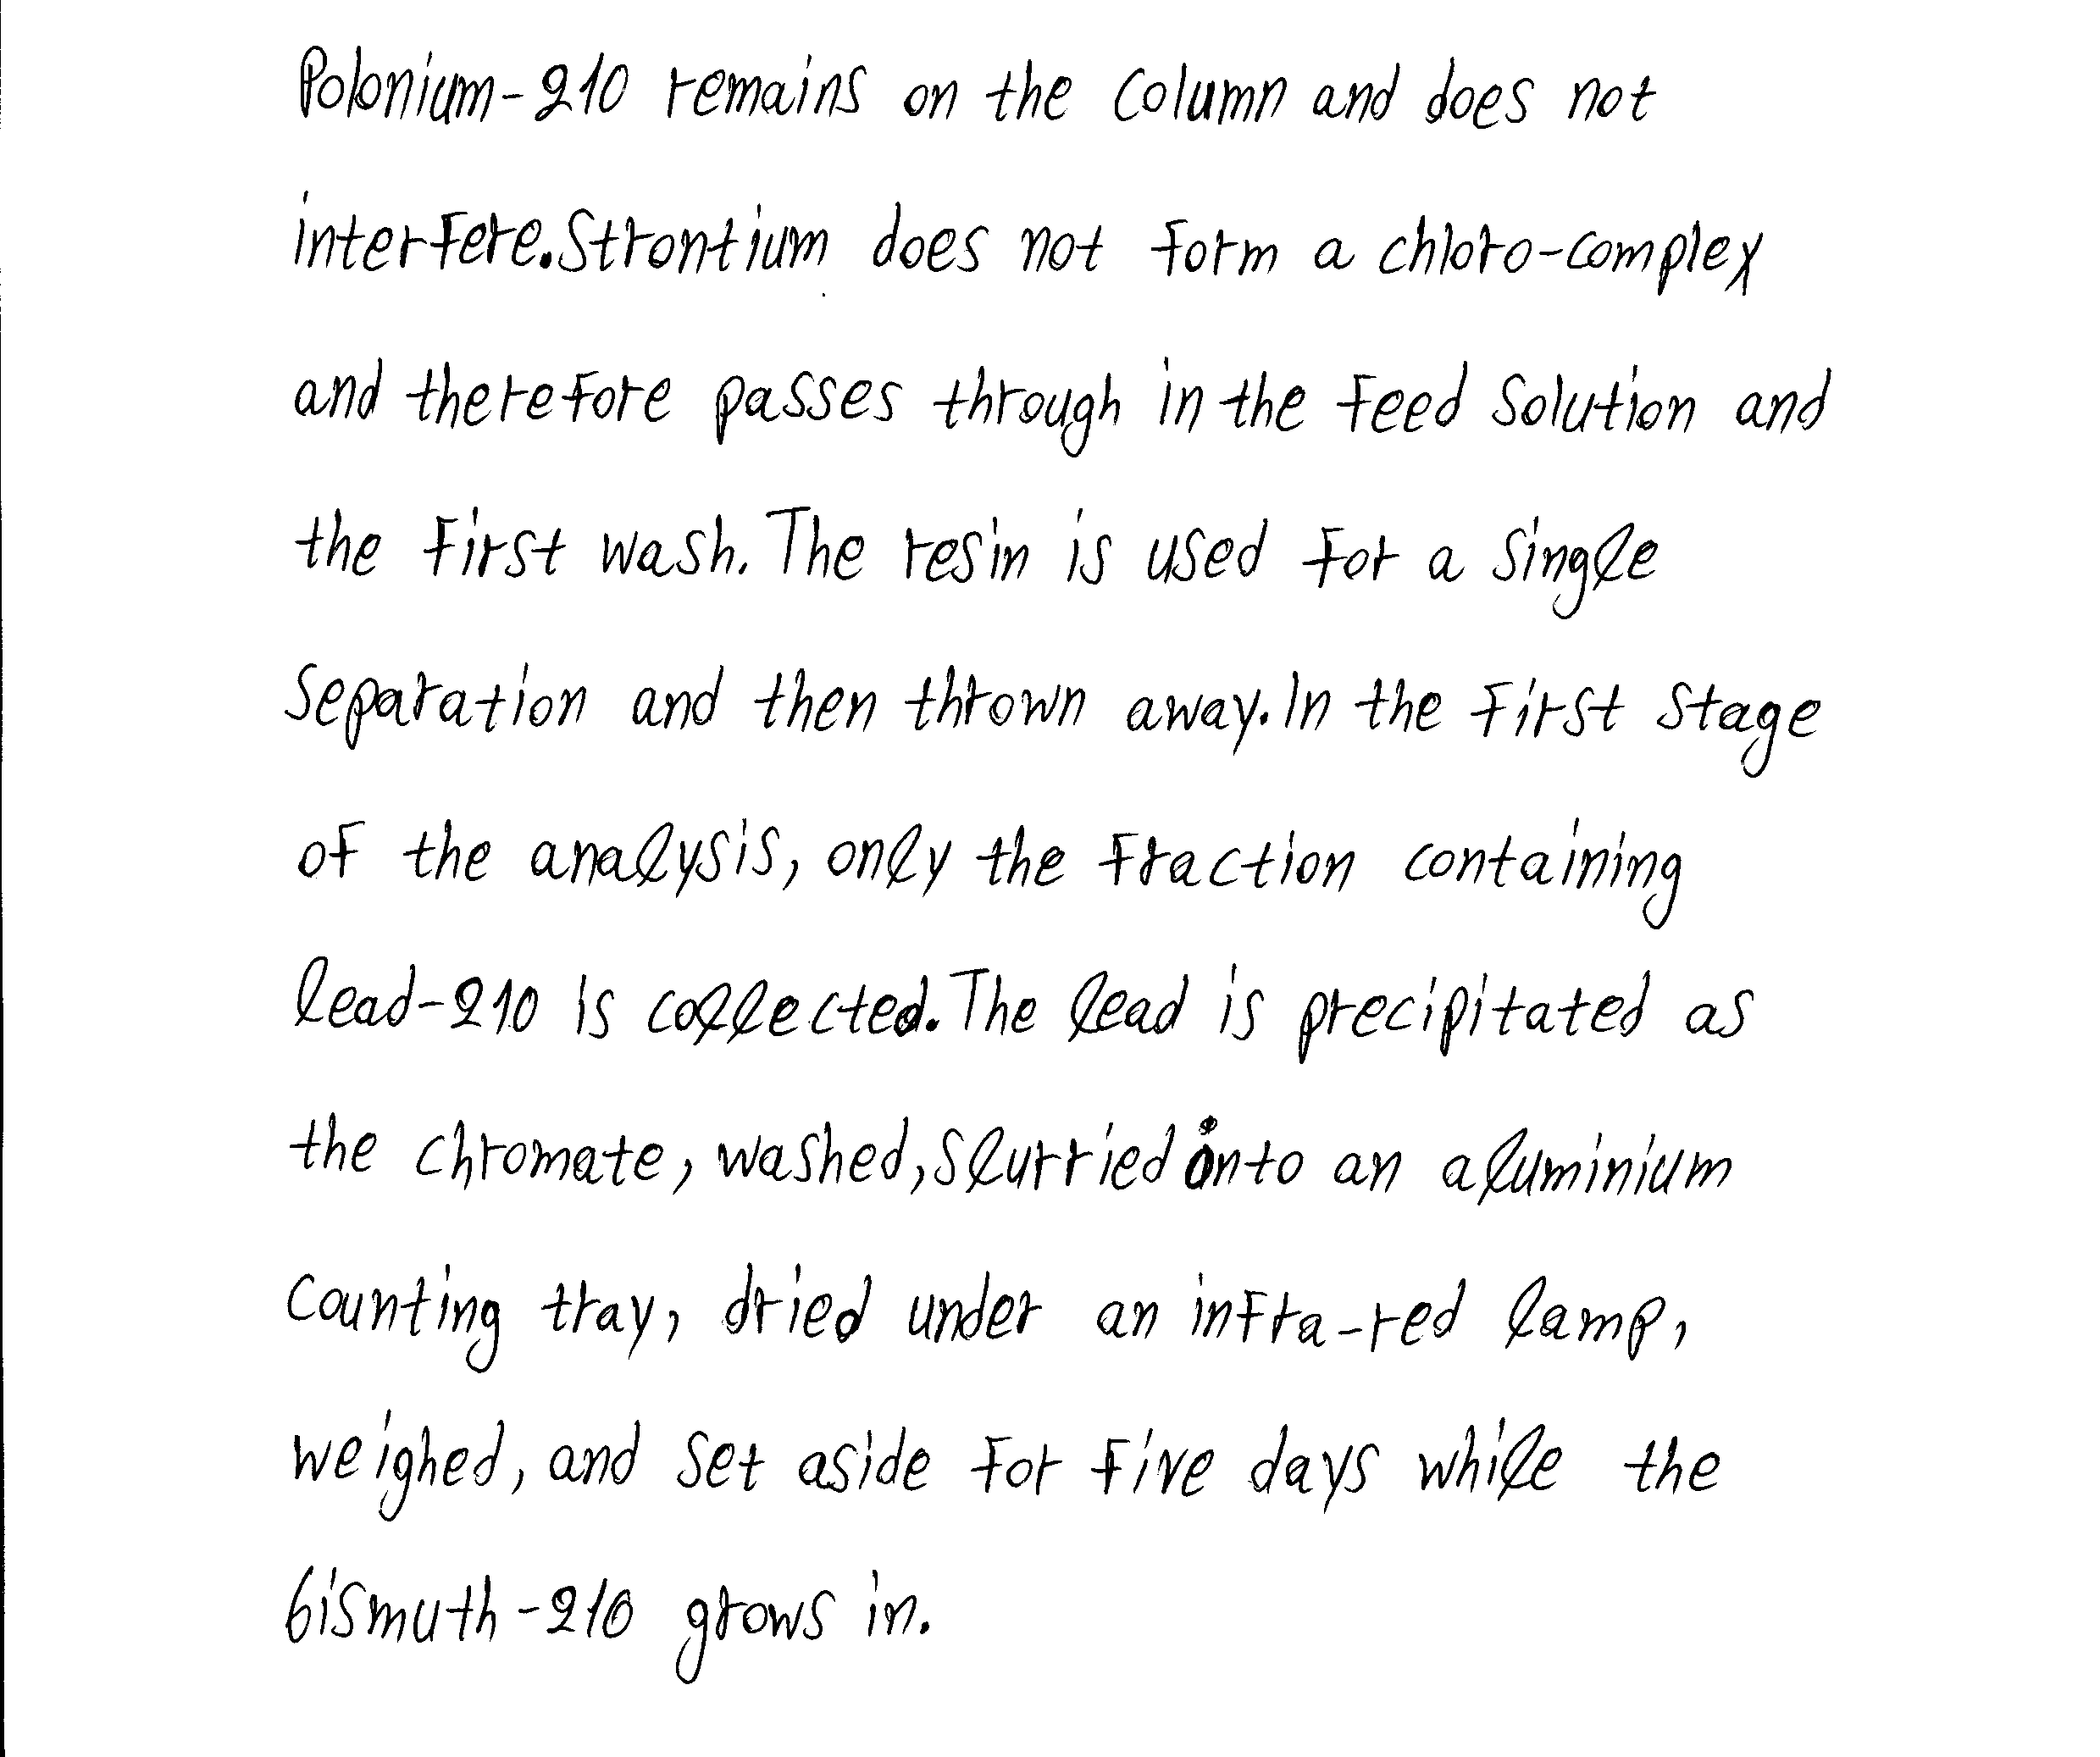 Polonium-210 remains on the column and does not
interfere. Strontium does not form a chloro-complex
and therefore passes through in the feed solution and
the first wash. The resin is used for a single
separation and then thrown away. In the first stage
of the analysis, only the fraction containing
lead-210 is collected. The lead is precipitated as
the chromate, washed, slurried into an aluminium
counting tray, dried under an infra-red lamp,
weighed, and set aside for five days while the
bismuth-210 grows in.